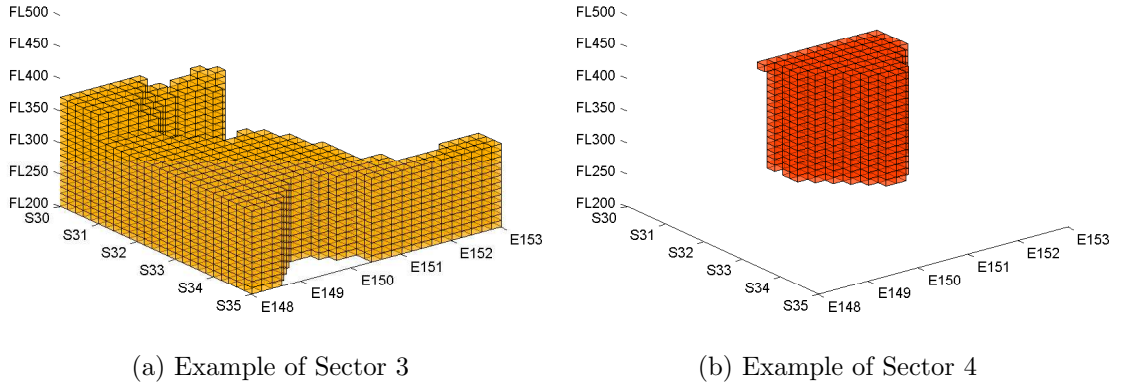 FL500
FL450
FL400
FL350
FL300
FL250
FL200
S30
S31
S32
S33
S34
S35
E148
E149
E150
E151
E152
E153
(a) Example of Sector 3
FL500
FL450
FL400
FL350
FL300
FL250
FL200
S30
S31
S32
S33
S34
S35
E148
E149
E150
E151
E152
E153
(b) Example of Sector 4